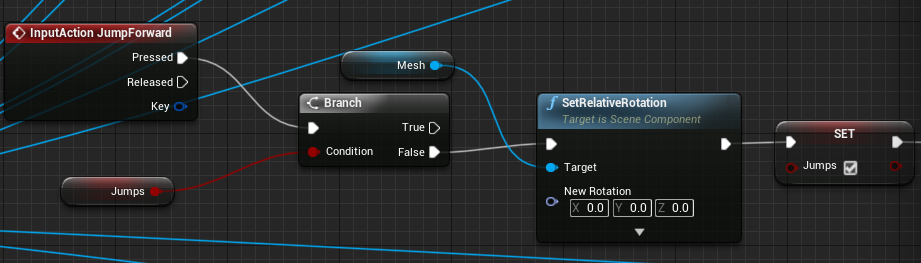 InputAction JumpForward
Pressed
Released
Key
Jumps
Mesh
Branch
True
Condition
False
SetRelativeRotation
Target is Scene Component
Target
New Rotation
X 0.0 Y 0.0 Z 0.0
SET
Jumps